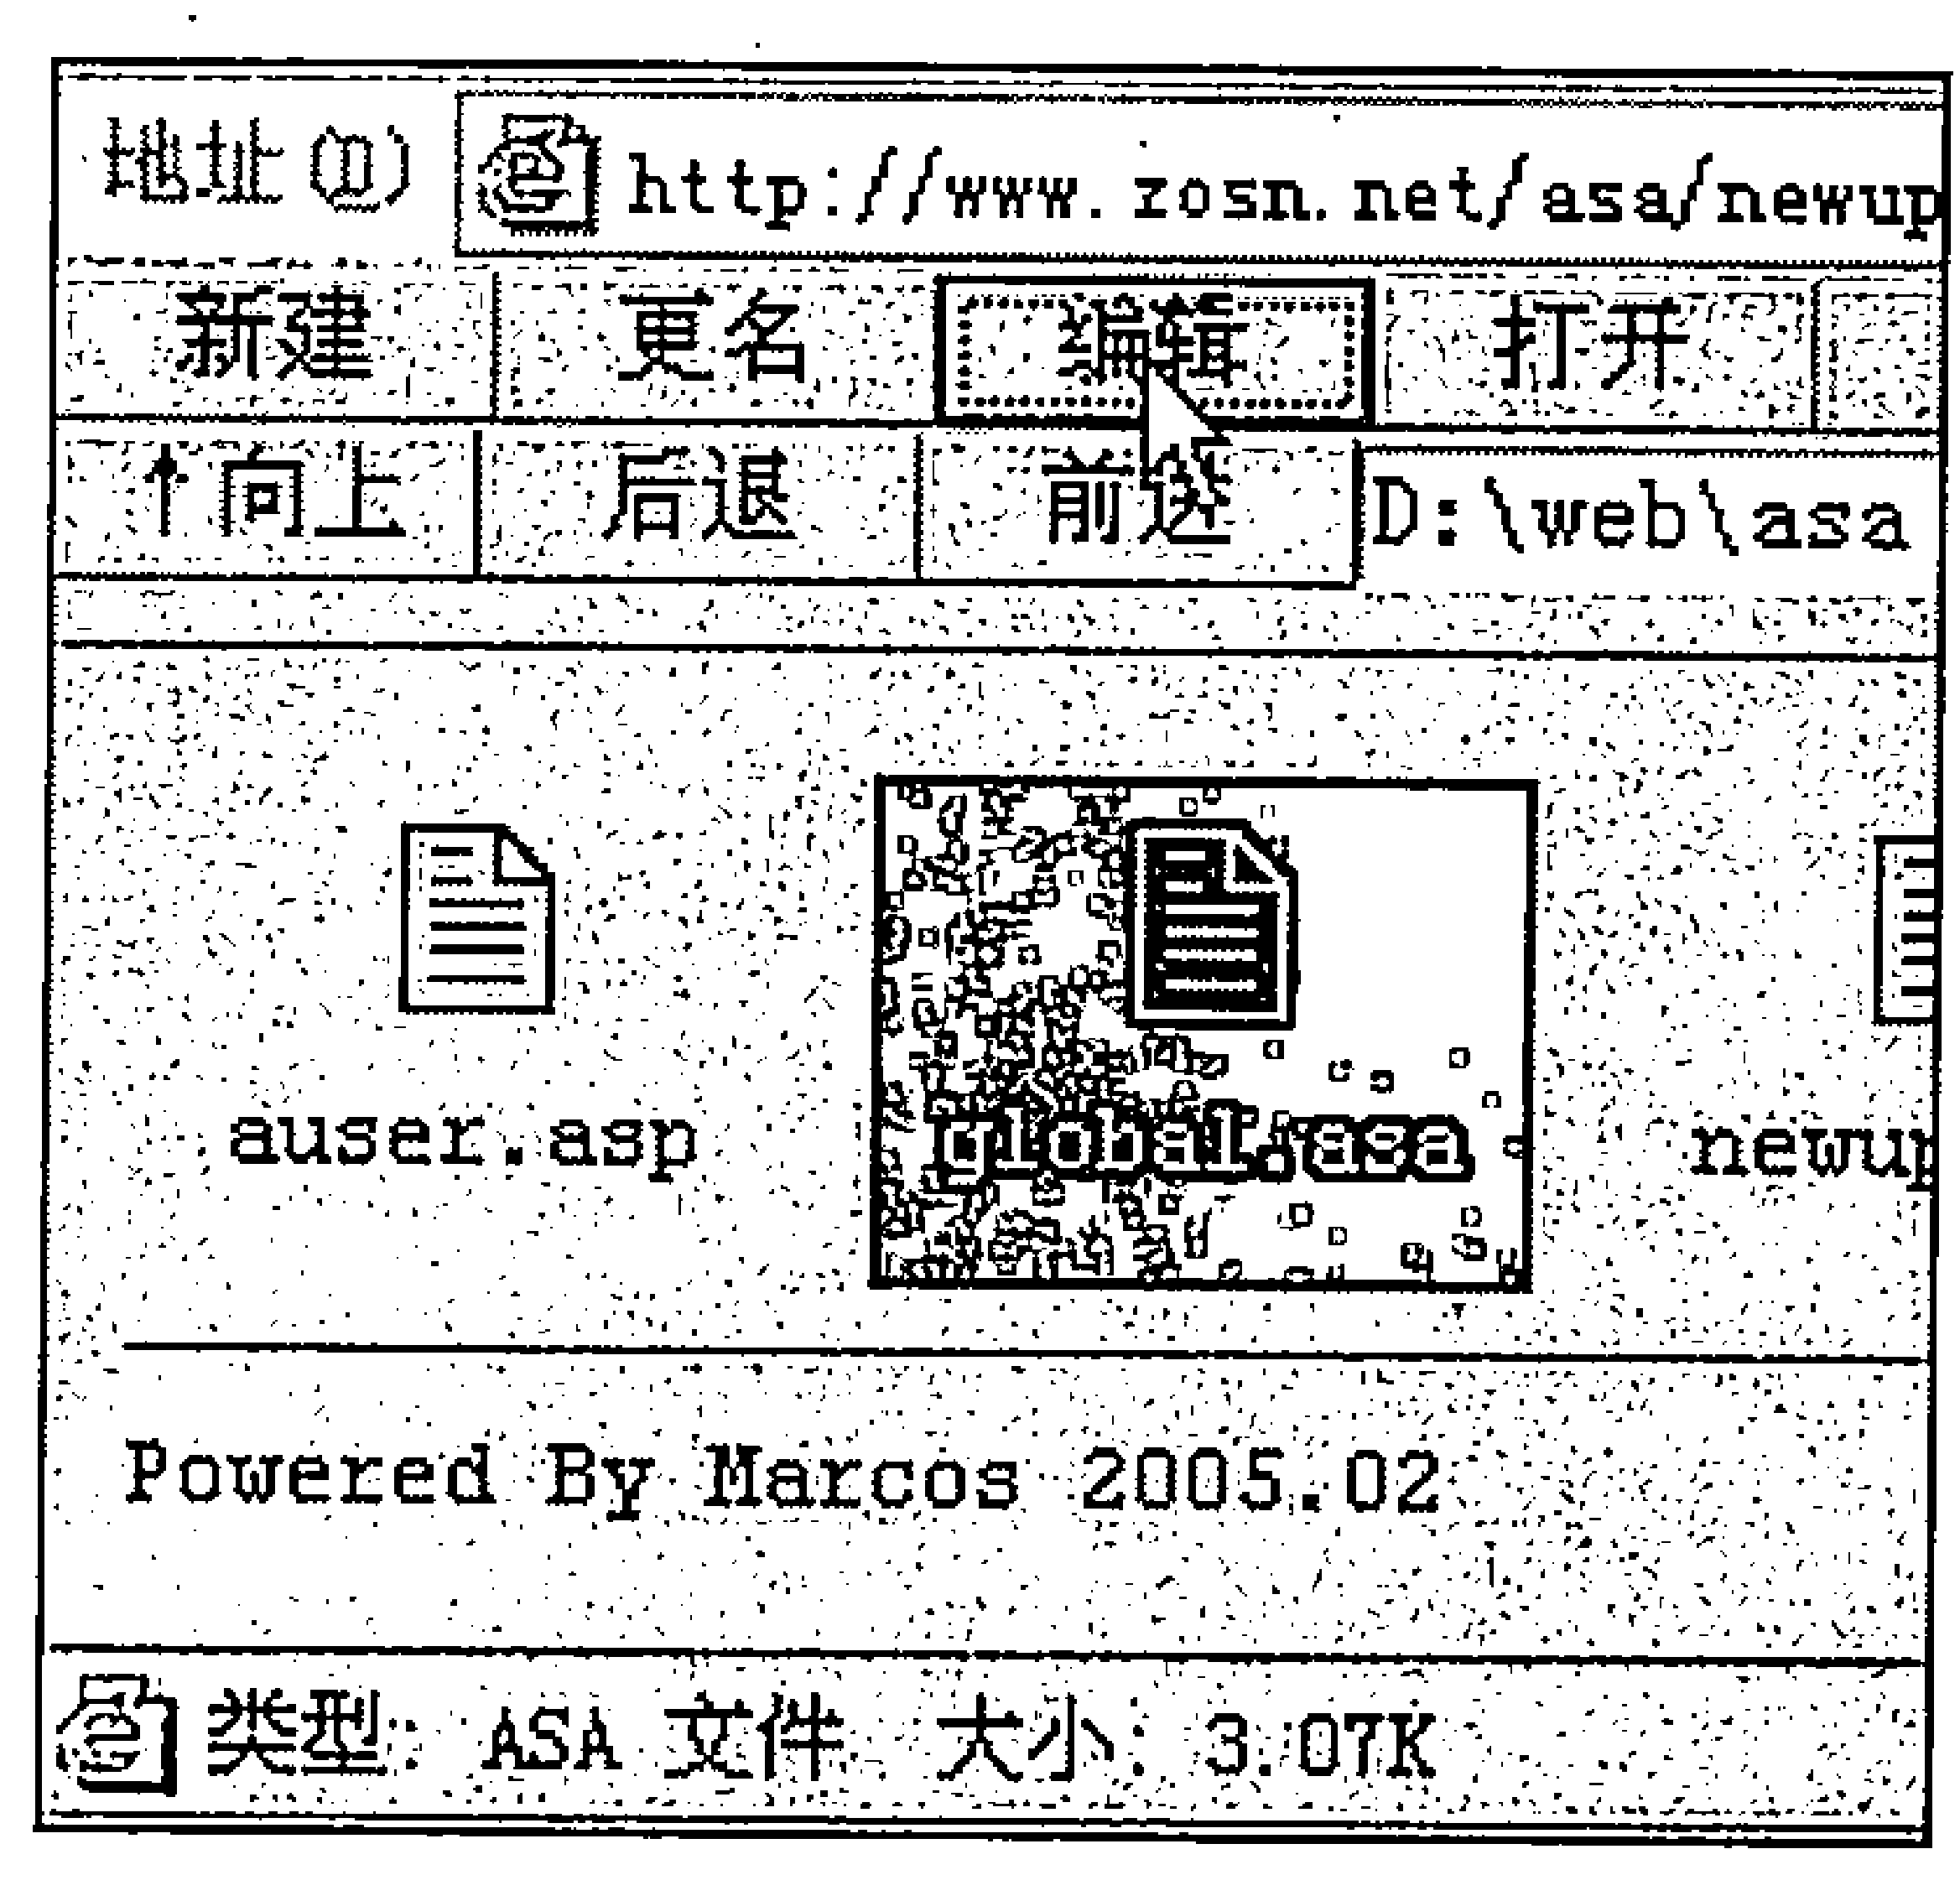 地址(D) http://www.rosn.net/asa/newup
新建 更名 编辑 打开
↑向上 后退 前进 D:\web\asa
auser.asp global.asa newup
Powered By Marcos 2005.02
类型: ASA 文件 大小: 3.07K